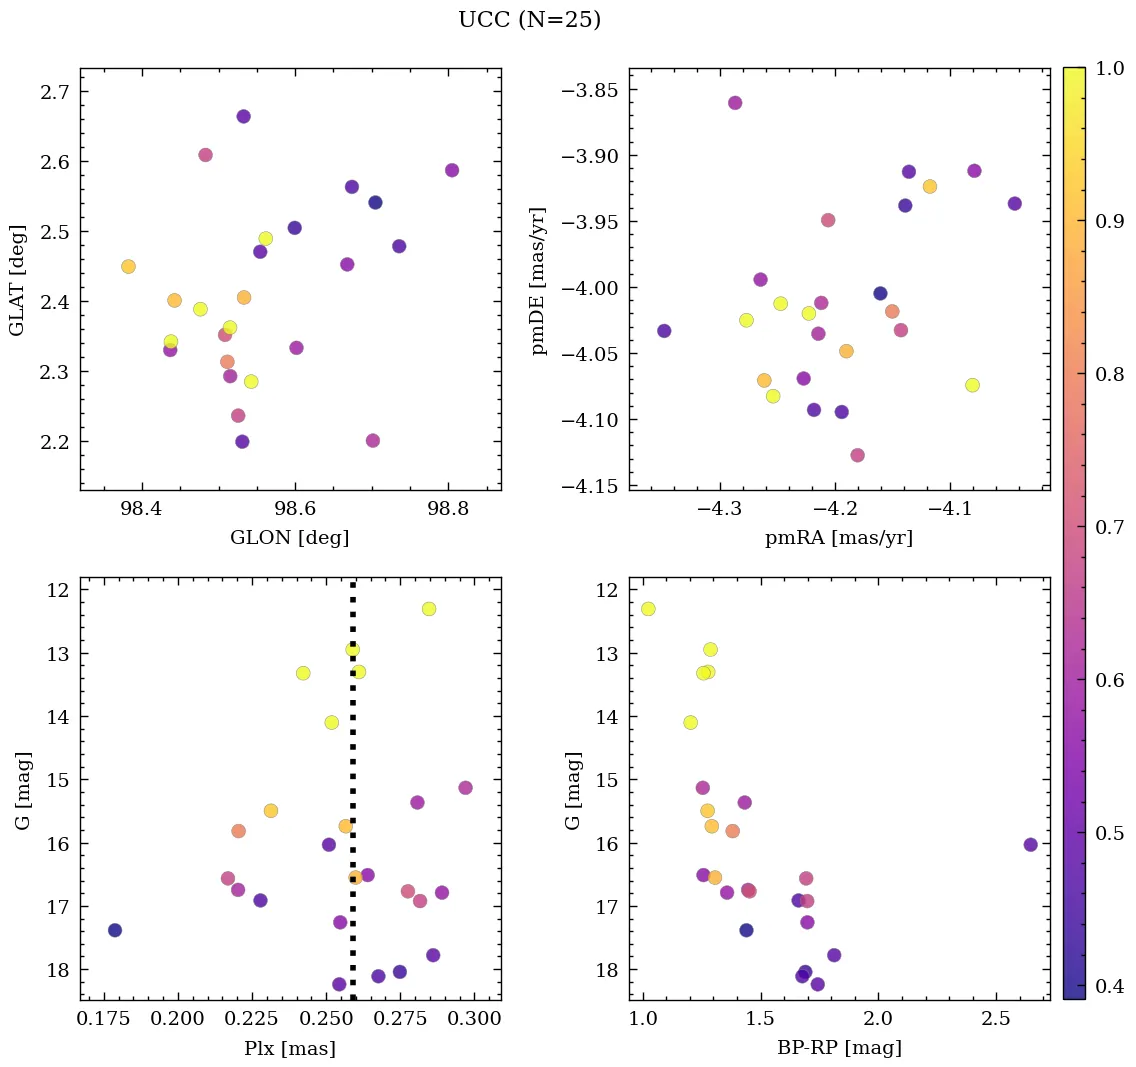 UCC (N=25)
2.7
2.6
2.5
2.4
2.3
2.2
GLAT [deg]
98.4 98.6 98.8
GLON [deg]
−3.85
−3.90
−3.95
−4.00
−4.05
−4.10
−4.15
pmDE [mas/yr]
−4.3 −4.2 −4.1
pmRA [mas/yr]
12
13
14
15
16
17
18
G [mag]
0.175 0.200 0.225 0.250 0.275 0.300
Plx [mas]
12
13
14
15
16
17
18
G [mag]
1.0 1.5 2.0 2.5
BP-RP [mag]
1.0
0.9
0.8
0.7
0.6
0.5
0.4